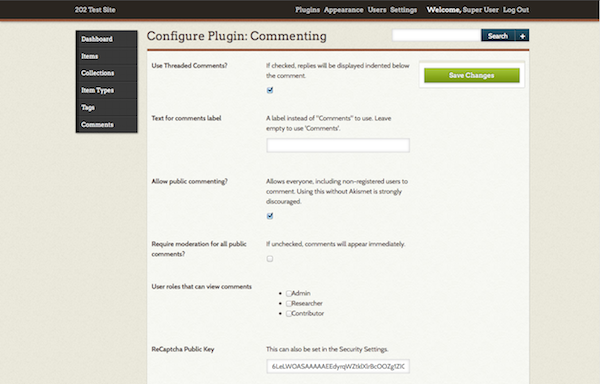 202 Test Site
Plugins Appearance Users Settings Welcome, Super User Log Out
Configure Plugin: Commenting
Search +
Dashboard
Items
Collections
Item Types
Tags
Comments
Use Threaded Comments?
If checked, replies will be displayed indented below
the comment.
Save Changes
Text for comments label
A label instead of "Comments" to use. Leave
empty to use 'Comments'.
Allow public commenting?
Allows everyone, including non-registered users to
comment. Using this without Akismet is strongly
discouraged.
Require moderation for all public
comments?
If unchecked, comments will appear immediately.
User roles that can view comments
Admin
Researcher
Contributor
ReCaptcha Public Key
This can also be set in the Security Settings.